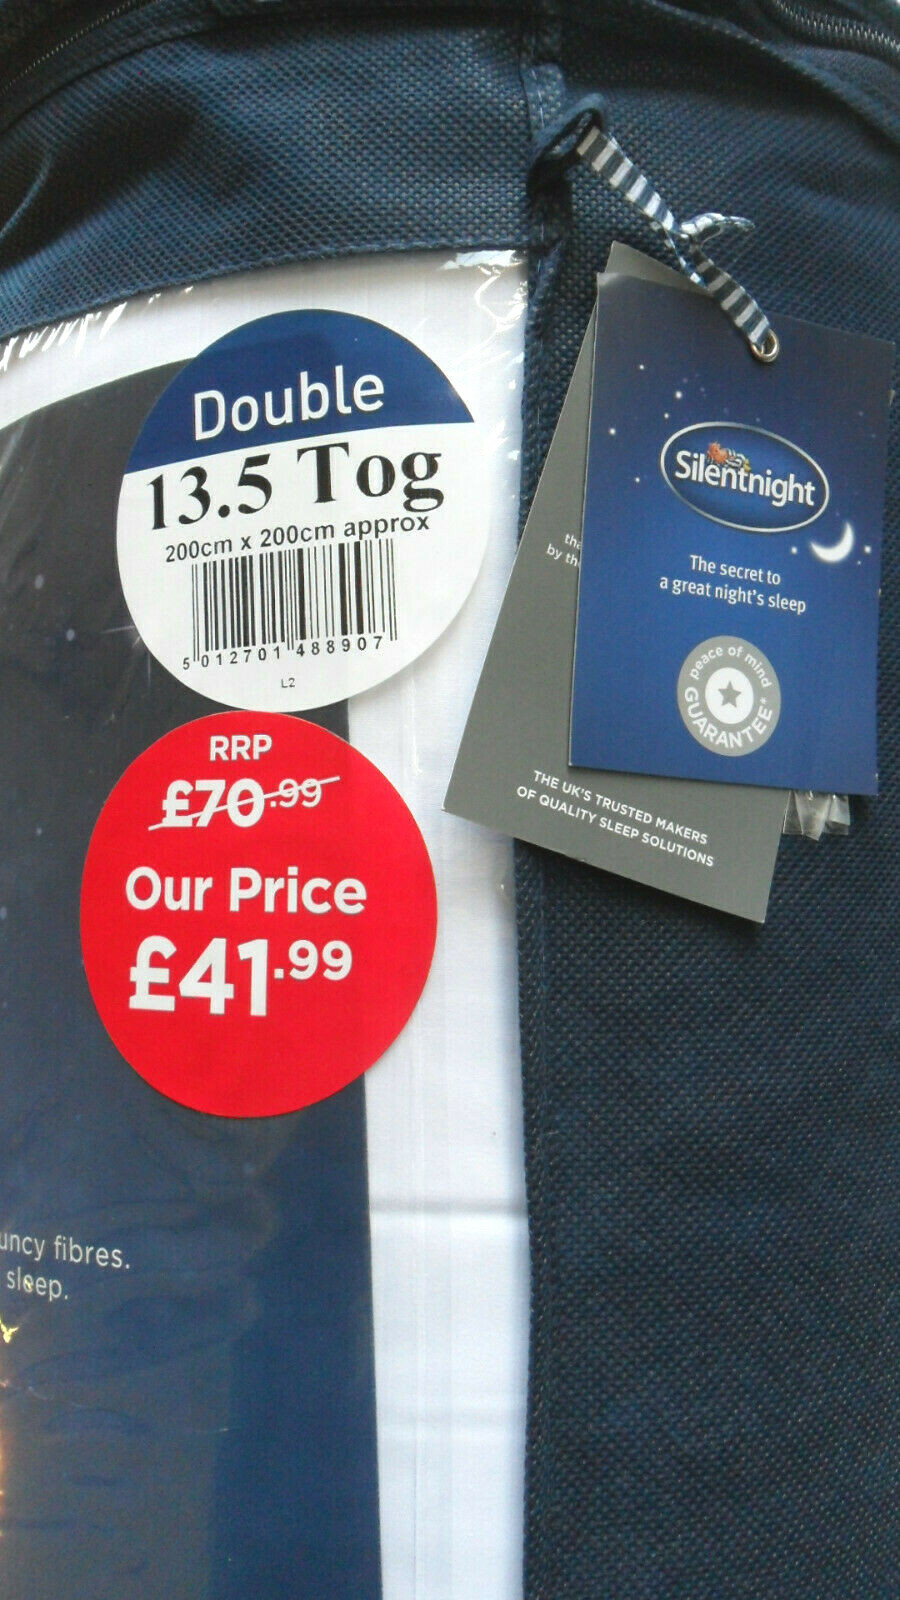 Double
13.5 Tog
200cm x 200cm approx
5 012701 488907
L2
RRP
£70.99
Our Price
£41.99
Silentnight
The secret to
a great night's sleep
peace of mind
GUARANTEE*
by the
THE UK'S TRUSTED MAKERS
OF QUALITY SLEEP SOLUTIONS
fibres.
sleep.